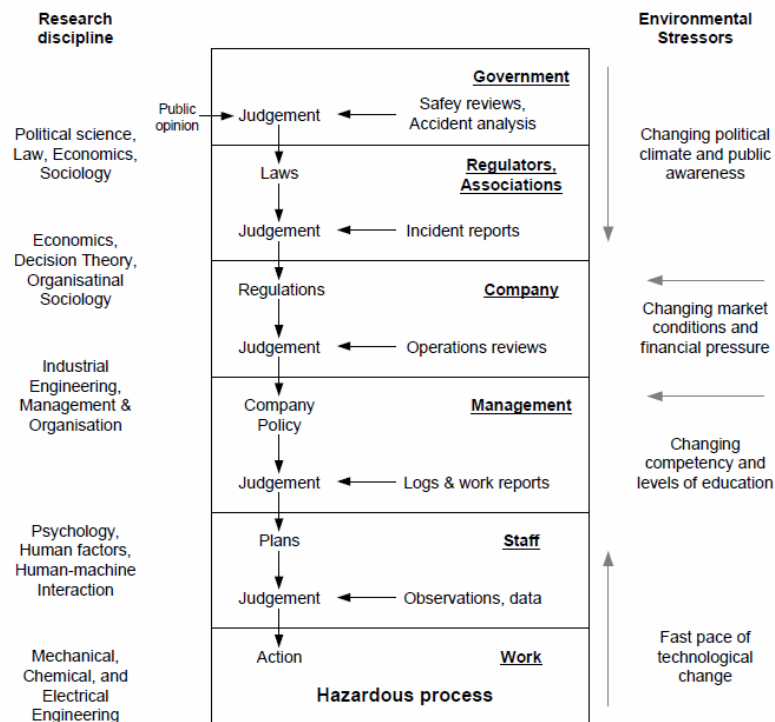 Research
discipline
Political science,
Law, Economics,
Sociology
Economics,
Decision Theory,
Organisatinal
Sociology
Industrial
Engineering,
Management &
Organisation
Psychology,
Human factors,
Human-machine
Interaction
Mechanical,
Chemical, and
Electrical
Engineering
Government
Public
opinion
Judgement
Safey reviews,
Accident analysis
Laws
Regulators,
Associations
Judgement
Incident reports
Regulations
Company
Judgement
Operations reviews
Company
Policy
Management
Judgement
Logs & work reports
Plans
Staff
Judgement
Observations, data
Action
Work
Hazardous process
Environmental
Stressors
Changing political
climate and public
awareness
Changing market
conditions and
financial pressure
Changing
competency and
levels of education
Fast pace of
technological
change